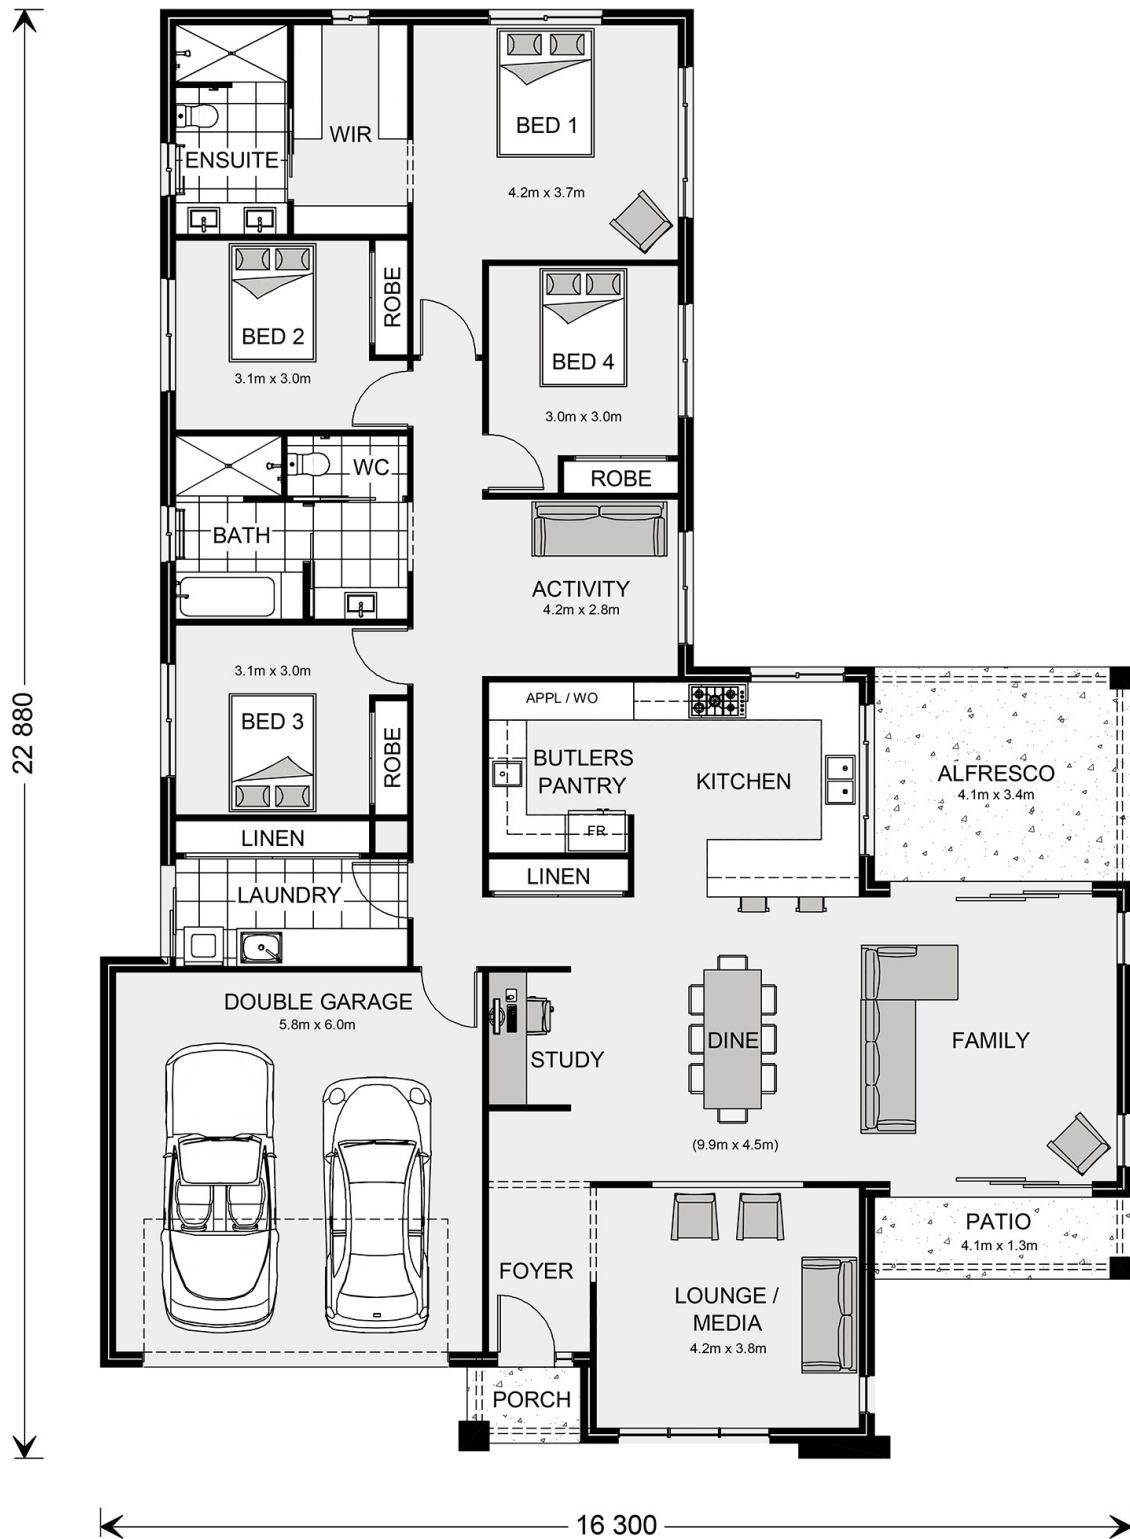 WIR
BED 1
ENSUITE
4.2m x 3.7m
ROBE
BED 2
3.1m x 3.0m
BED 4
3.0m x 3.0m
WC
ROBE
BATH
ACTIVITY
4.2m x 2.8m
3.1m x 3.0m
BED 3
ROBE
APPL / WO
BUTLERS
PANTRY
KITCHEN
FR
ALFRESCO
4.1m x 3.4m
LINEN
LINEN
LAUNDRY
DOUBLE GARAGE
5.8m x 6.0m
STUDY
DINE
FAMILY
(9.9m x 4.5m)
PATIO
4.1m x 1.3m
FOYER
LOUNGE /
MEDIA
4.2m x 3.8m
PORCH
22 880
16 300